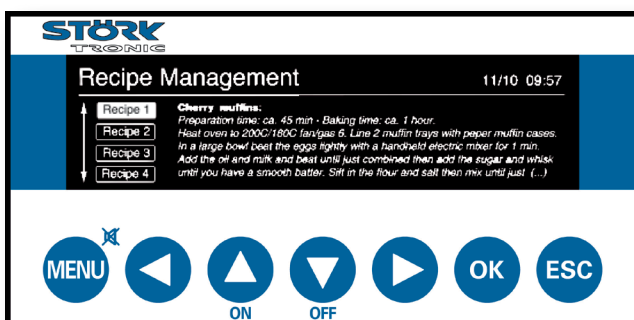 STÖRK
TRONIC
Recipe Management 11/10 09:57
Recipe 1
Recipe 2
Recipe 3
Recipe 4
Cherry muffins:
Preparation time: ca. 45 min - Baking time: ca. 1 hour.
Heat oven to 200C/180C fan/gas 6. Line 2 muffin trays with peper muffin cases.
In a large bowl beat the eggs lightly with a handheld electric mixer for 1 min.
Add the oil and milk and beat until just combined then add the sugar and whisk
until you have a smooth batter. Sift in the flour and salt then mix until just (...)
MENU
OK
ESC
ON
OFF